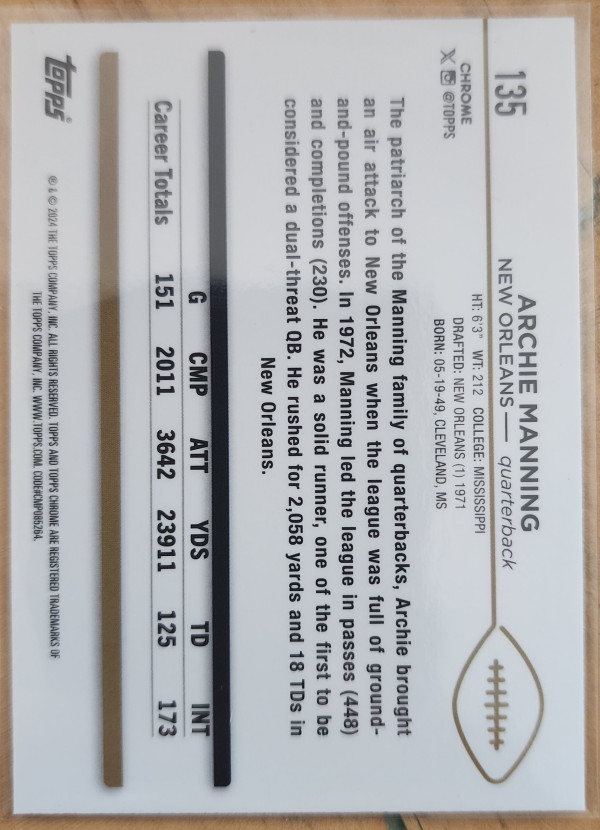 135
CHROME
X @TOPPS
ARCHIE MANNING
NEW ORLEANS— quarterback
HT: 6'3" WT: 212 COLLEGE: MISSISSIPPI
DRAFTED: NEW ORLEANS (1) 1971
BORN: 05-19-49, CLEVELAND, MS
The patriarch of the Manning family of quarterbacks, Archie brought
an air attack to New Orleans when the league was full of ground-
and-pound offenses. In 1972, Manning led the league in passes (448)
and completions (230). He was a solid runner, one of the first to be
considered a dual-threat QB. He rushed for 2,058 yards and 18 TDs in
New Orleans.
G CMP ATT YDS TD INT
Career Totals 151 2011 3642 23911 125 173
topps®
® & © 2024 THE TOPPS COMPANY, INC. ALL RIGHTS RESERVED. TOPPS AND TOPPS CHROME ARE REGISTERED TRADEMARKS OF
THE TOPPS COMPANY, INC. WWW.TOPPS.COM. CODE#CMP085264.